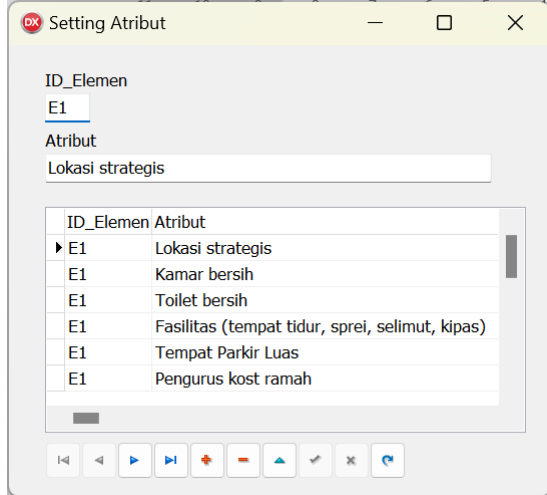 DX Setting Atribut
ID_Elemen
E1
Atribut
Lokasi strategis
ID_Elemen Atribut
E1 Lokasi strategis
E1 Kamar bersih
E1 Toilet bersih
E1 Fasilitas (tempat tidur, sprei, selimut, kipas)
E1 Tempat Parkir Luas
E1 Pengurus kost ramah